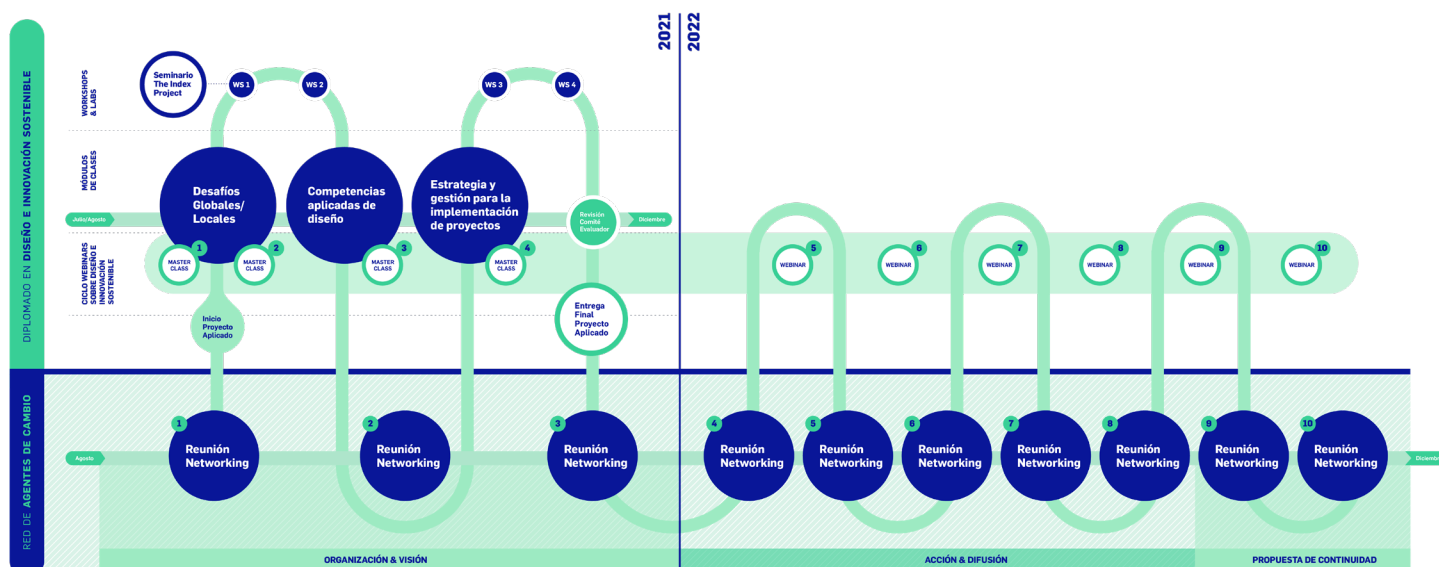 DIPLOMADO EN DISEÑO E INNOVACIÓN SOSTENIBLE
RED DE AGENTES DE CAMBIO
2021
2022
WORKSHOPS
& LABS
Seminario
The Index
Project
WS 1
WS 2
WS 3
WS 4
MÓDULOS
DE CLASES
Desafíos
Globales/
Locales
Competencias
aplicadas de
diseño
Estrategia y
gestión para la
implementación
de proyectos
Julio/Agosto
Revisión
Comité
Evaluador
Diciembre
CICLO WEBINARS
SOBRE DISEÑO E
INNOVACIÓN
SOSTENIBLE
1
MASTER
CLASS
2
MASTER
CLASS
3
MASTER
CLASS
4
MASTER
CLASS
5
WEBINAR
6
WEBINAR
7
WEBINAR
8
WEBINAR
9
WEBINAR
10
WEBINAR
Inicio
Proyecto
Aplicado
Entrega
Final
Proyecto
Aplicado
Agosto
1
Reunión
Networking
2
Reunión
Networking
3
Reunión
Networking
4
Reunión
Networking
5
Reunión
Networking
6
Reunión
Networking
7
Reunión
Networking
8
Reunión
Networking
9
Reunión
Networking
10
Reunión
Networking
Diciembr
ORGANIZACIÓN & VISIÓN
ACCIÓN & DIFUSIÓN
PROPUESTA DE CONTINUIDAD